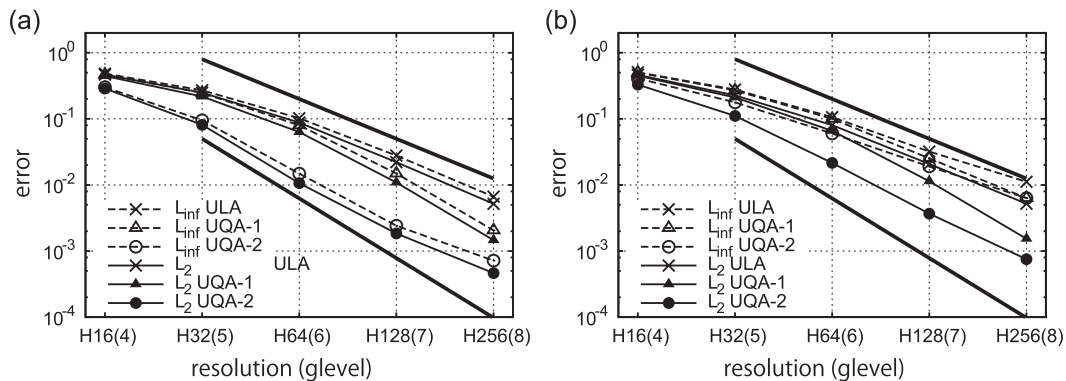 (a)
error
10^0
10^-1
10^-2
10^-3
10^-4
L_inf ULA
L_inf UQA-1
L_inf UQA-2
L_2 ULA
L_2 UQA-1
L_2 UQA-2
H16(4) H32(5) H64(6) H128(7) H256(8)
resolution (glevel)
(b)
error
10^0
10^-1
10^-2
10^-3
10^-4
L_inf ULA
L_inf UQA-1
L_inf UQA-2
L_2 ULA
L_2 UQA-1
L_2 UQA-2
H16(4) H32(5) H64(6) H128(7) H256(8)
resolution (glevel)